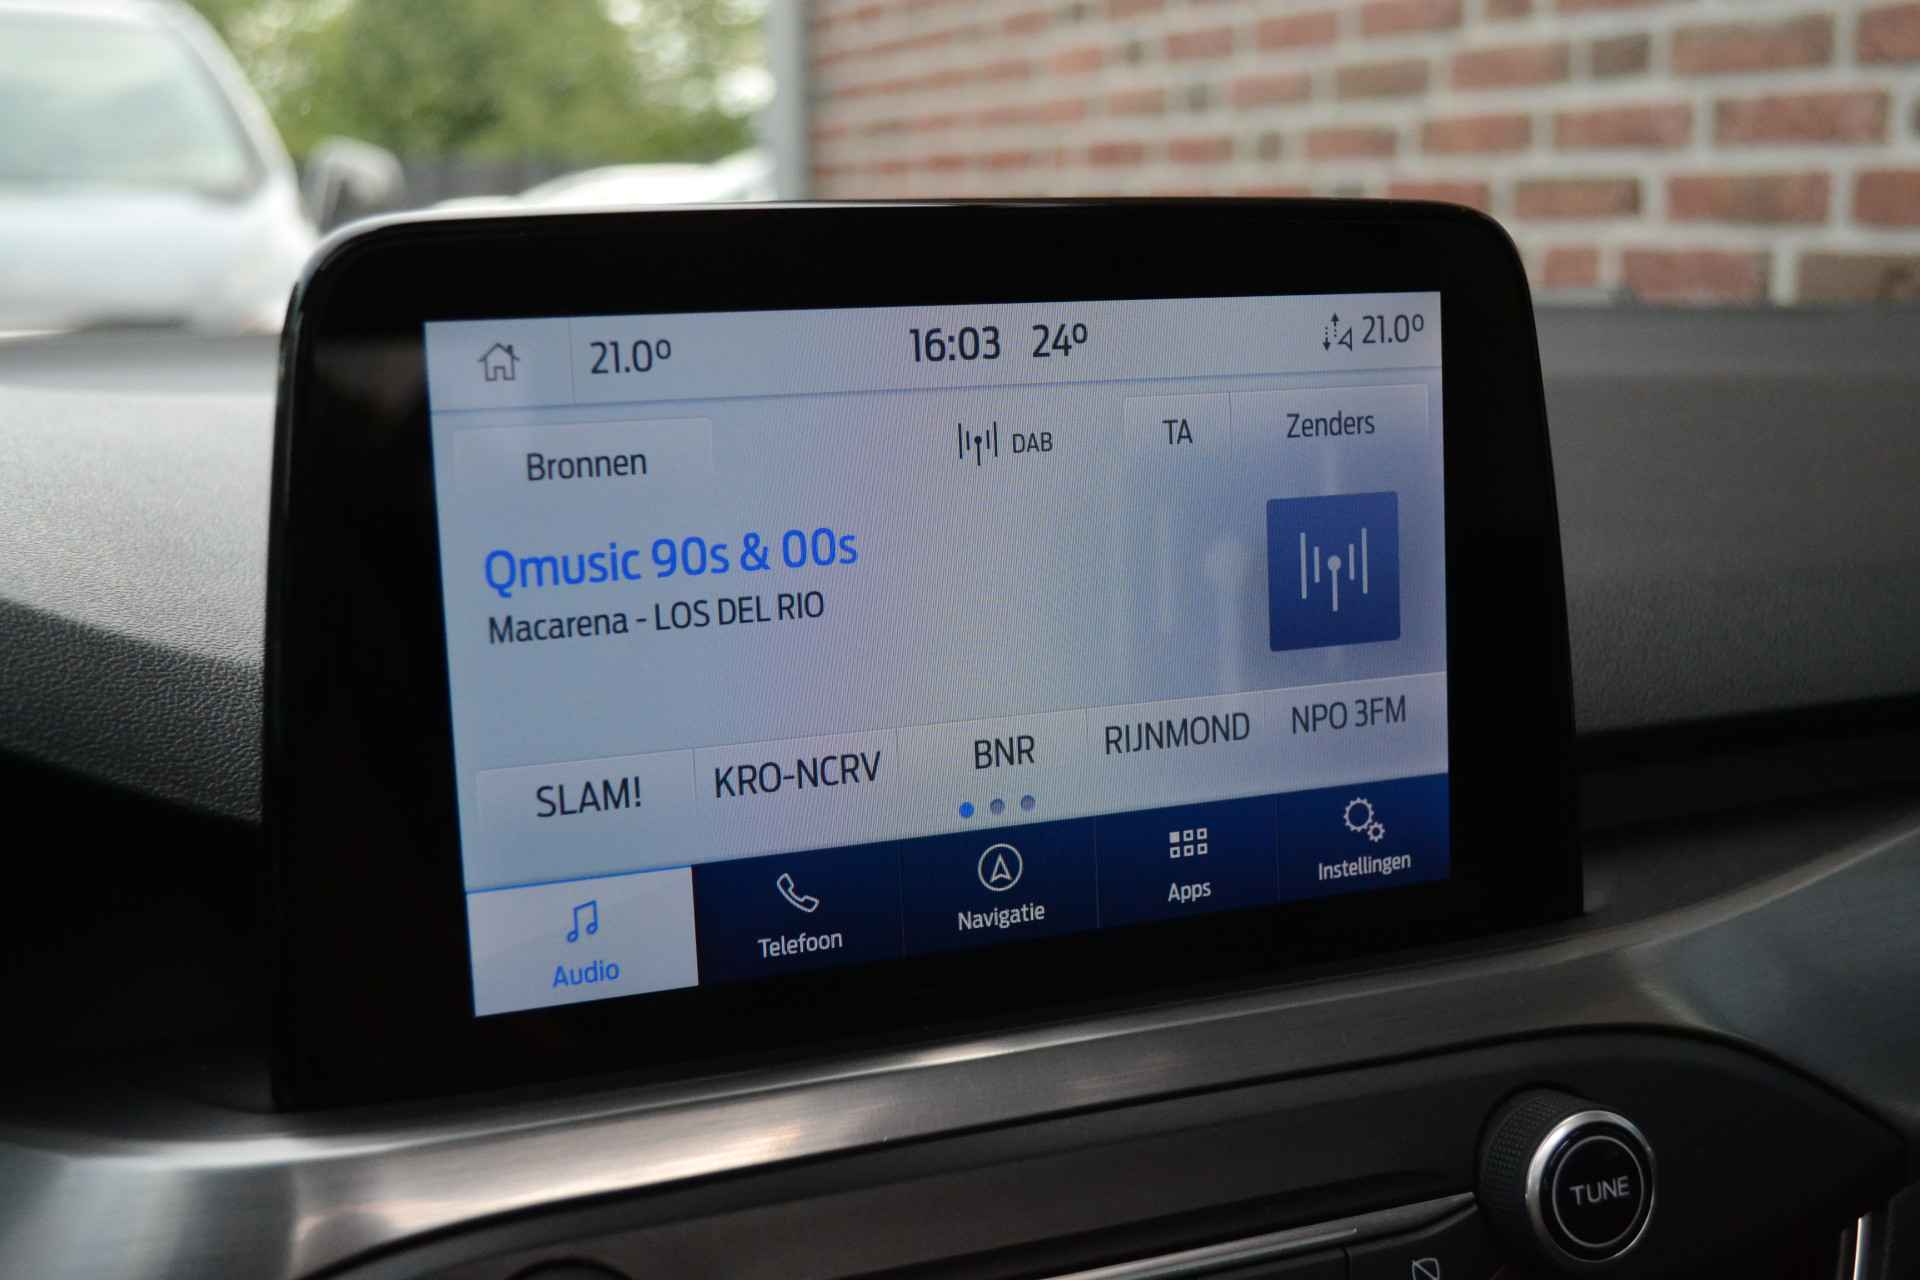 21.0° 16:03 24° 21.0°
Bronnen DAB TA Zenders
Qmusic 90s & 00s
Macarena - LOS DEL RIO
SLAM! KRO-NCRV BNR RIJNMOND NPO 3FM
Audio Telefoon Navigatie Apps Instellingen
TUNE